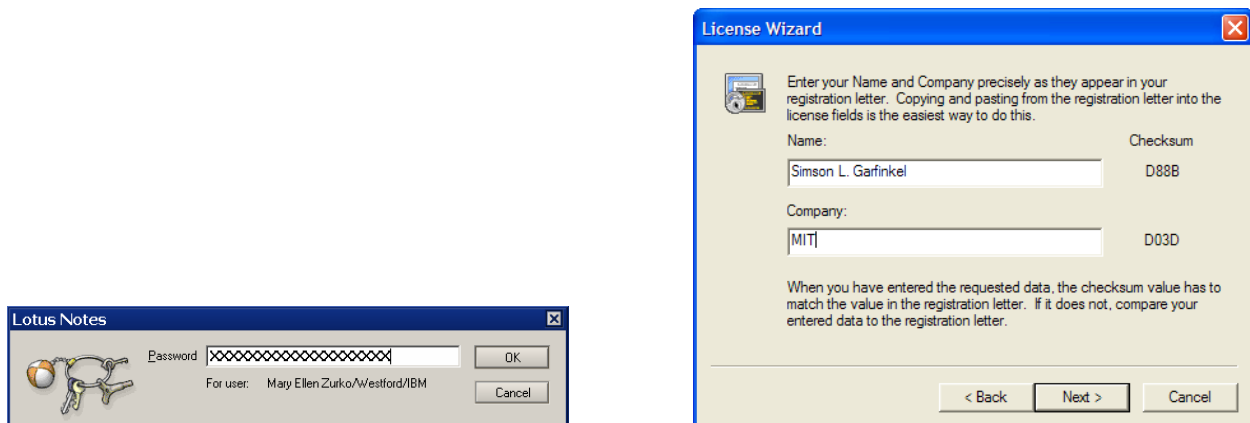 License Wizard
Enter your Name and Company precisely as they appear in your
registration letter. Copying and pasting from the registration letter into the
license fields is the easiest way to do this.
Name: Checksum
Simson L. Garfinkel D88B
Company:
MIT D03D
When you have entered the requested data, the checksum value has to
match the value in the registration letter. If it does not, compare your
entered data to the registration letter.
< Back Next > Cancel
Lotus Notes
Password XXXXXXXXXXXXXXXXXXX OK
For user: Mary Ellen Zurko/Westford/IBM
Cancel